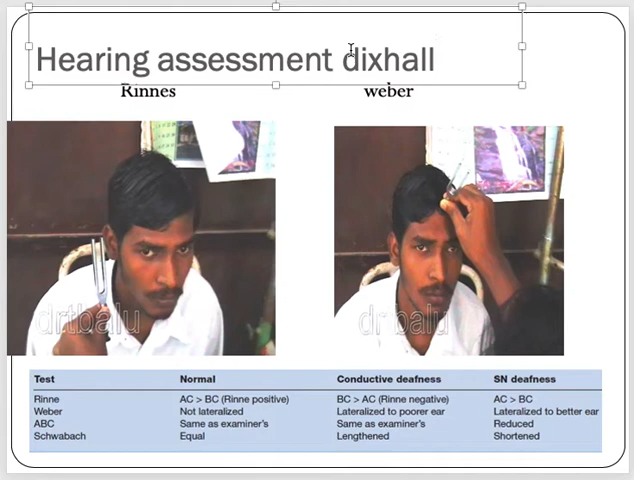 Hearing assessment dixhall
Rinnes weber
drtbalu dr balu
Test Normal Conductive deafness SN deafness
Rinne AC > BC (Rinne positive) BC > AC (Rinne negative) AC > BC
Weber Not lateralized Lateralized to poorer ear Lateralized to better ear
ABC Same as examiner's Same as examiner's Reduced
Schwabach Equal Lengthened Shortened